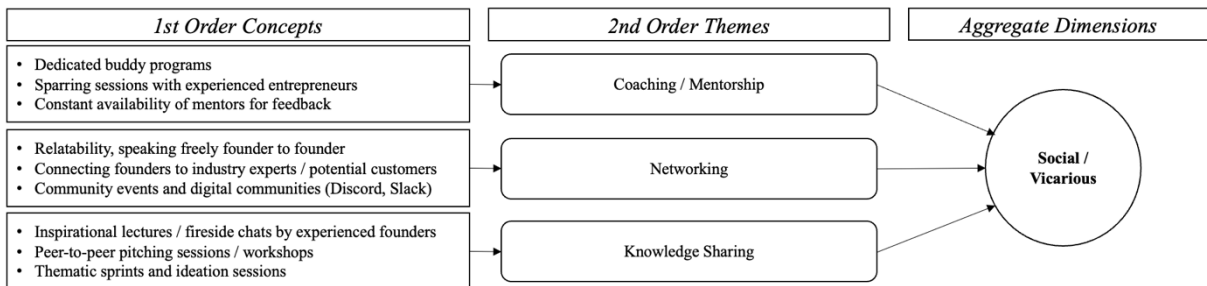 1st Order Concepts
2nd Order Themes
Aggregate Dimensions
• Dedicated buddy programs
• Sparring sessions with experienced entrepreneurs
• Constant availability of mentors for feedback
Coaching / Mentorship
• Relatability, speaking freely founder to founder
• Connecting founders to industry experts / potential customers
• Community events and digital communities (Discord, Slack)
Networking
• Inspirational lectures / fireside chats by experienced founders
• Peer-to-peer pitching sessions / workshops
• Thematic sprints and ideation sessions
Knowledge Sharing
Social /
Vicarious